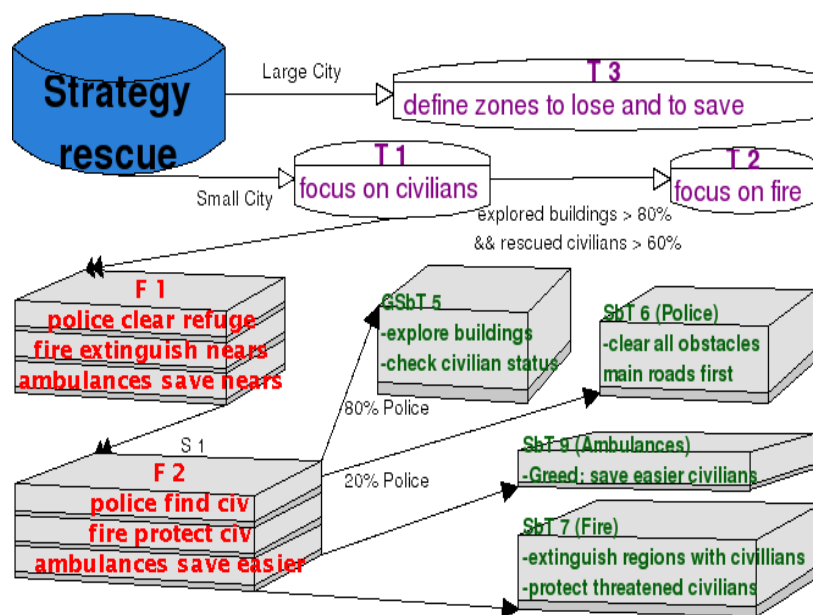 Strategy
rescue
Large City
T 3
define zones to lose and to save
Small City
T 1
focus on civilians
T 2
focus on fire
explored buildings > 80%
&& rescued civilians > 60%
F 1
police clear refuge
fire extinguish nears
ambulances save nears
GSbT 5
-explore buildings
-check civilian status
SbT 6 (Police)
-clear all obstacles
main roads first
80% Police
S 1
20% Police
F 2
police find civ
fire protect civ
ambulances save easier
SbT 9 (Ambulances)
-Greed: save easier civilians
SbT 7 (Fire)
-extinguish regions with civillians
-protect threatened civilians